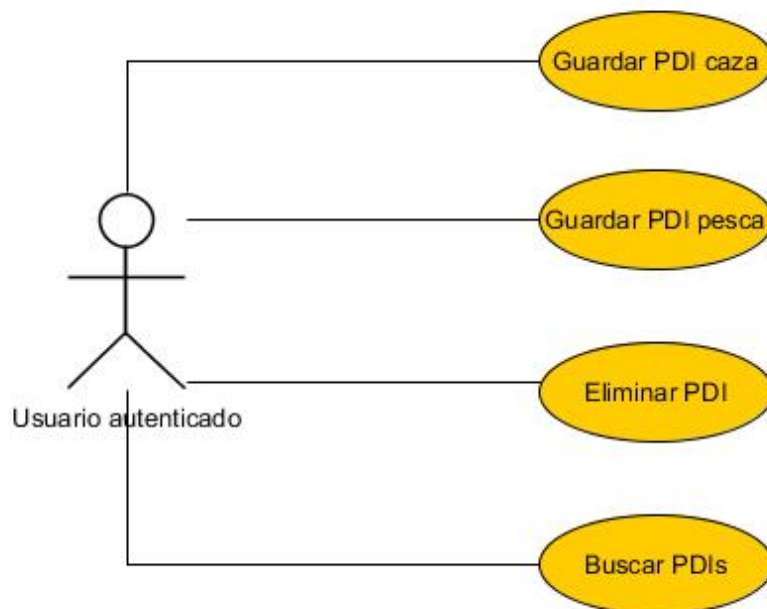 Guardar PDI caza
Guardar PDI pesca
Eliminar PDI
Usuario autenticado
Buscar PDIs